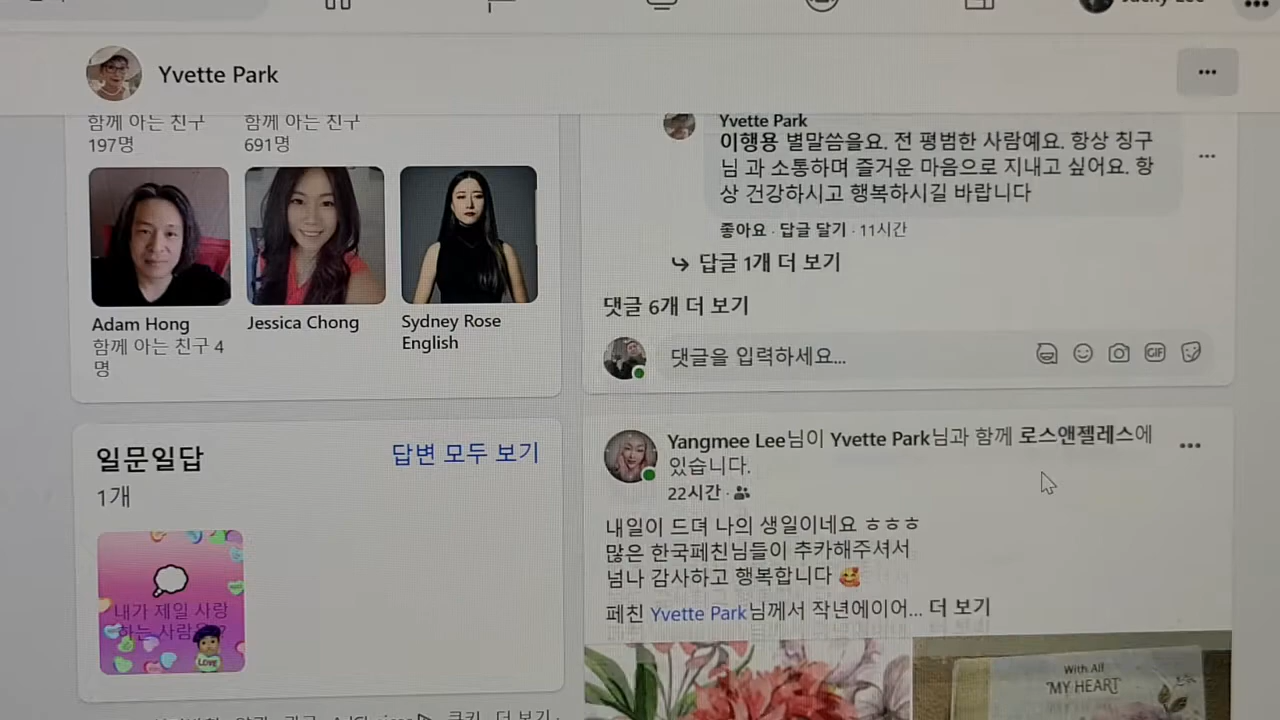 Yvette Park
함께 아는 친구
197명
함께 아는 친구
691명
Adam Hong
함께 아는 친구 4
명
Jessica Chong
Sydney Rose
English
일문일답
답변 모두 보기
1개
내가 제일 사랑
하는 사람은?
LOVE
Yvette Park
이행용 별말씀을요. 전 평범한 사람예요. 항상 칭구
님 과 소통하며 즐거운 마음으로 지내고 싶어요. 항
상 건강하시고 행복하시길 바랍니다
좋아요 · 답글 달기 · 11시간
답글 1개 더 보기
댓글 6개 더 보기
댓글을 입력하세요...
GIF
Yangmee Lee님이 Yvette Park님과 함께 로스앤젤레스에
있습니다.
22시간 ·
내일이 드뎌 나의 생일이네요 ㅎㅎㅎ
많은 한국페친님들이 추카해주셔서
넘나 감사하고 행복합니다
페친 Yvette Park님께서 작년에이어... 더 보기
With All
MY HEART